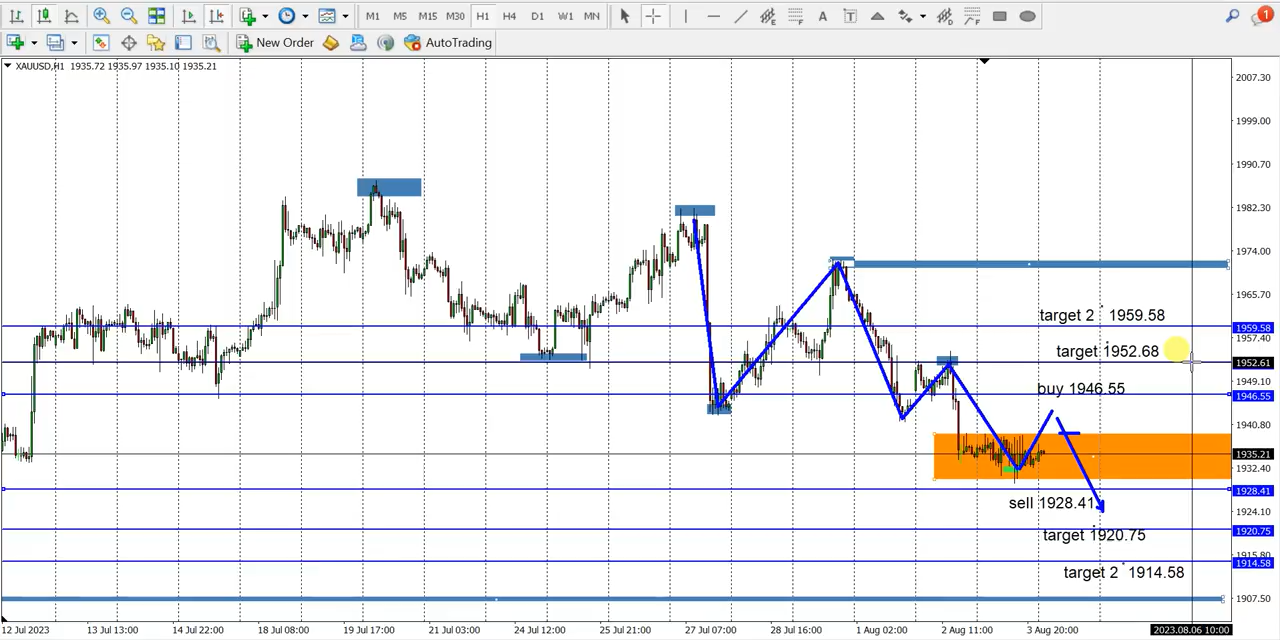 M1 M5 M15 M30 H1 H4 D1 W1 MN A T 1
New Order AutoTrading
XAUUSD,H1 1935.72 1935.97 1935.10 1935.21
2007.30
1999.00
1990.70
1982.30
1974.00
1965.70
target 2 1959.58
1959.58
1957.40
target 1952.68
1952.61
1949.10
buy 1946.55
1946.55
1940.80
1935.21
1932.40
1928.41
sell 1928.41
1924.10
1920.75
target 1920.75
1915.80
1914.58
target 2 1914.58
1907.50
12 Jul 2023 13 Jul 13:00 14 Jul 22:00 18 Jul 08:00 19 Jul 17:00 21 Jul 03:00 24 Jul 12:00 25 Jul 21:00 27 Jul 07:00 28 Jul 16:00 1 Aug 02:00 2 Aug 11:00 3 Aug 20:00 2023.08.06 10:00